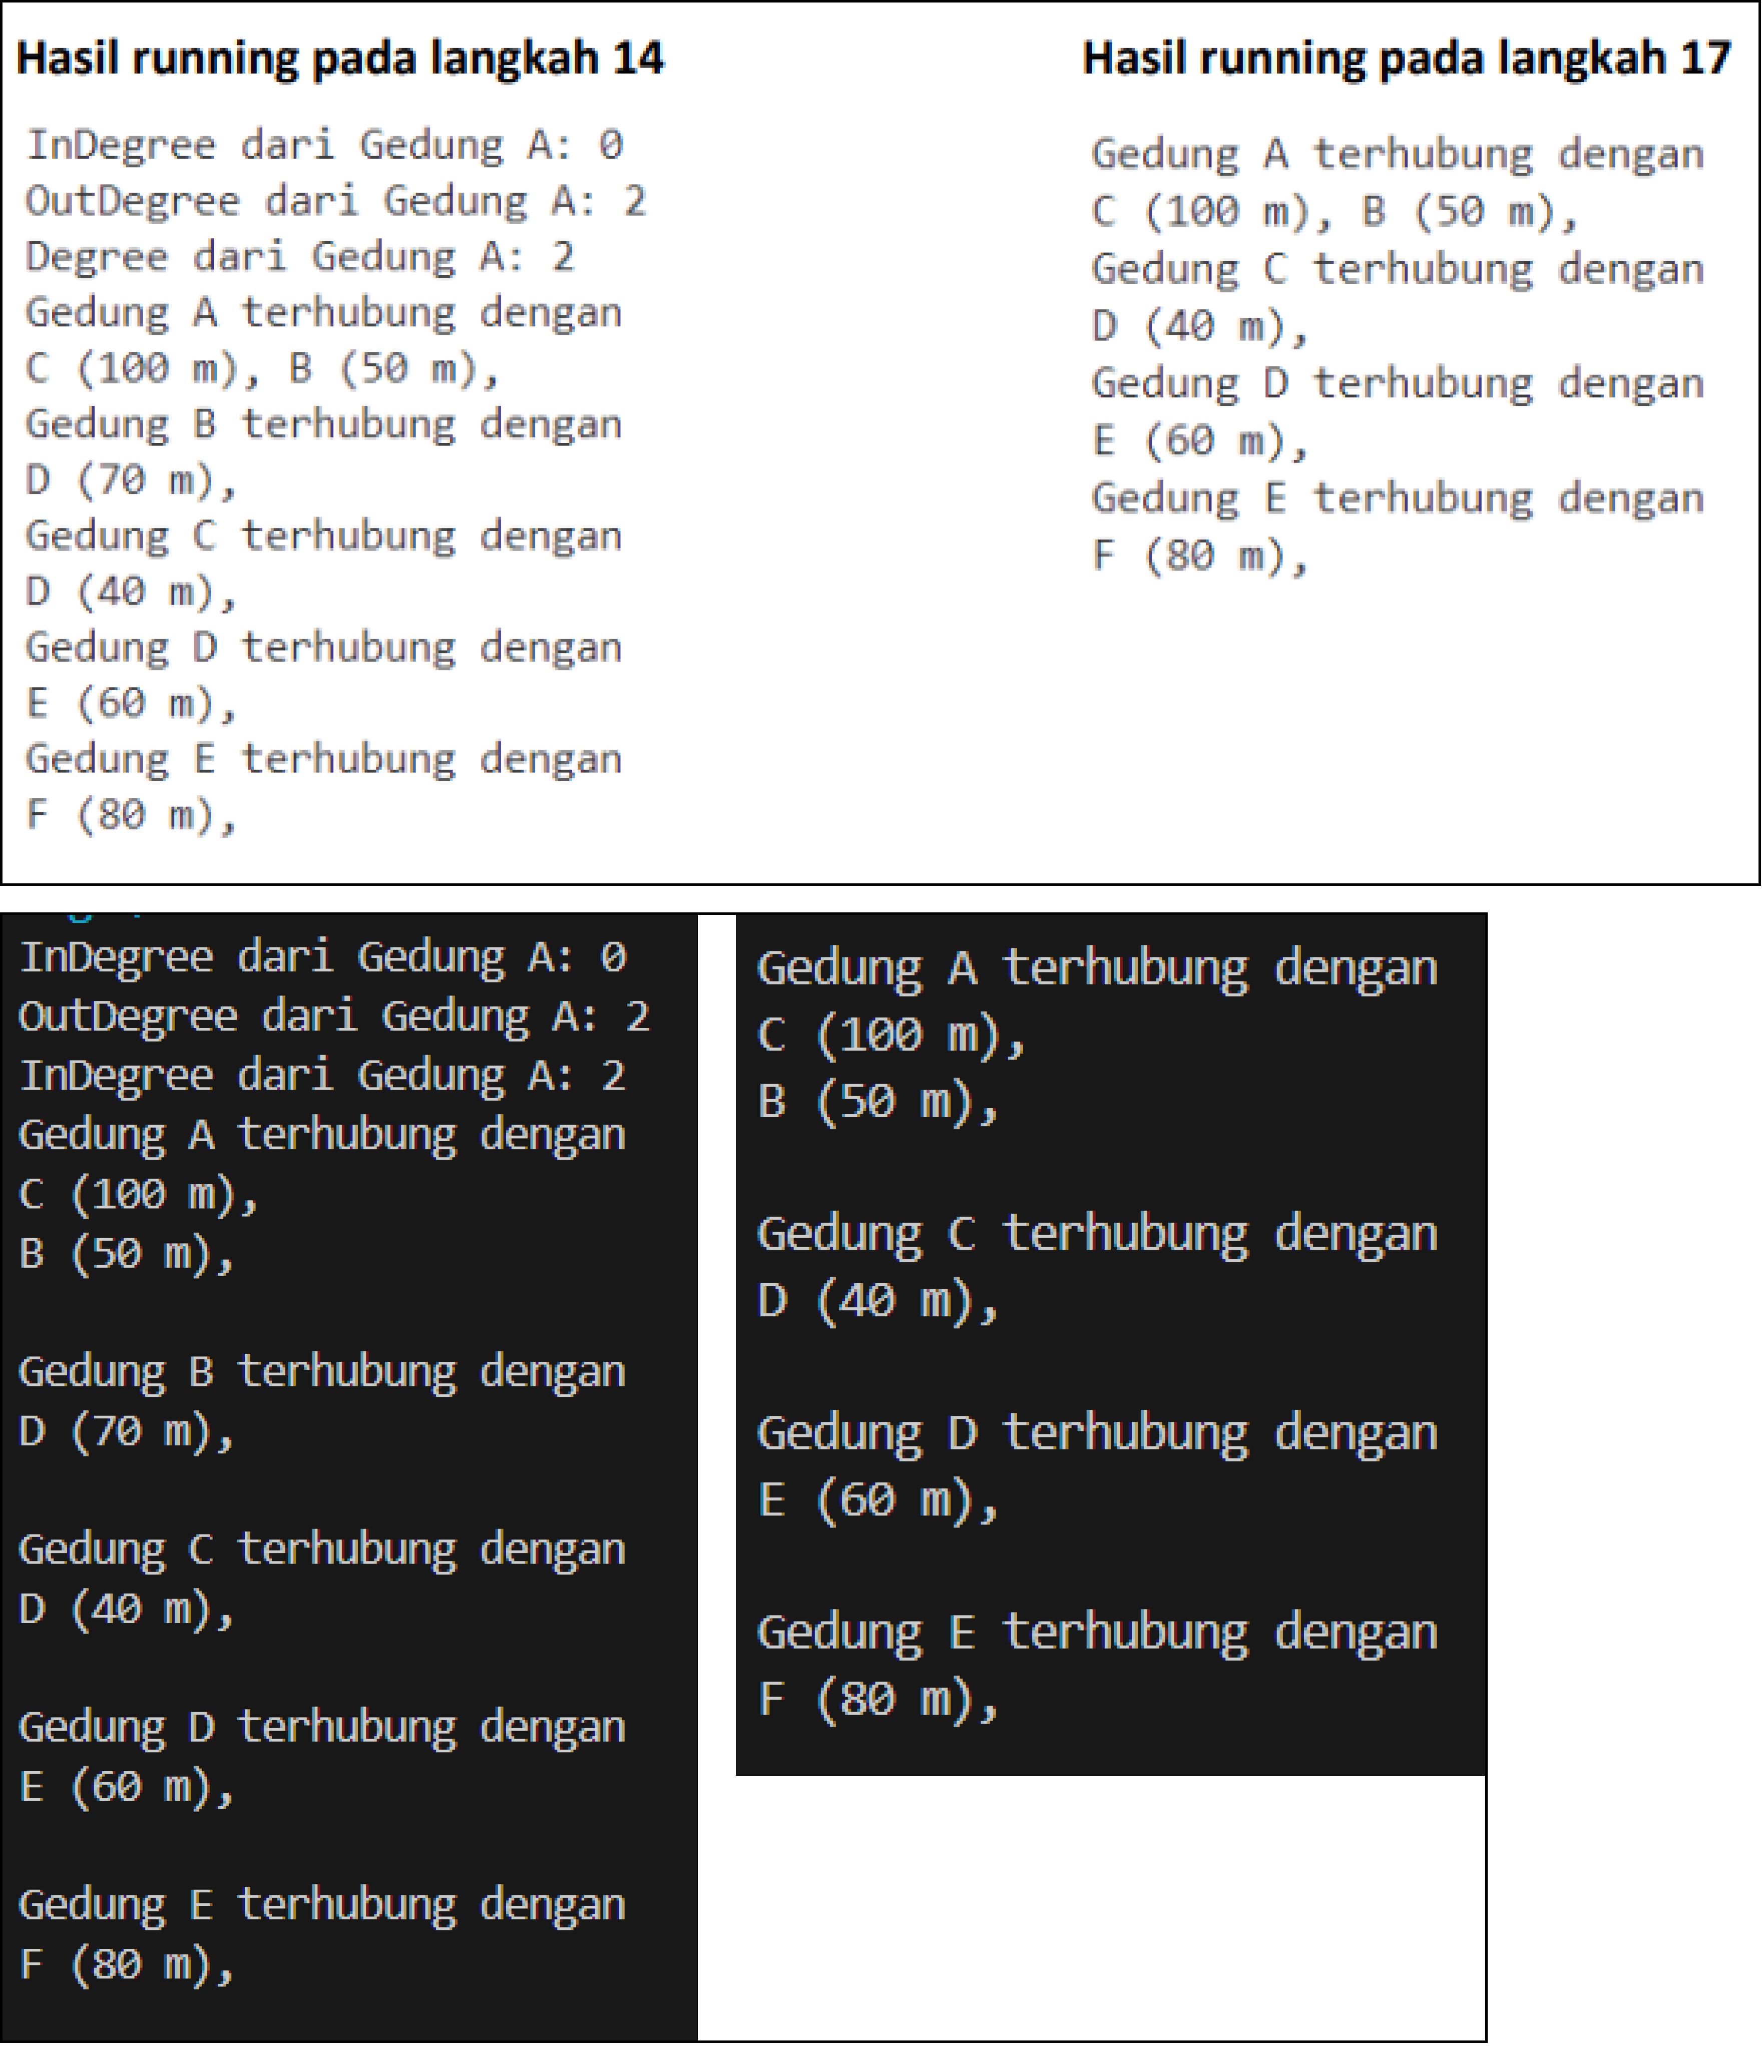 Hasil running pada langkah 14
InDegree dari Gedung A: 0
OutDegree dari Gedung A: 2
Degree dari Gedung A: 2
Gedung A terhubung dengan
C (100 m), B (50 m),
Gedung B terhubung dengan
D (70 m),
Gedung C terhubung dengan
D (40 m),
Gedung D terhubung dengan
E (60 m),
Gedung E terhubung dengan
F (80 m),
Hasil running pada langkah 17
Gedung A terhubung dengan
C (100 m), B (50 m),
Gedung C terhubung dengan
D (40 m),
Gedung D terhubung dengan
E (60 m),
Gedung E terhubung dengan
F (80 m),
InDegree dari Gedung A: 0
OutDegree dari Gedung A: 2
InDegree dari Gedung A: 2
Gedung A terhubung dengan
C (100 m),
B (50 m),
Gedung B terhubung dengan
D (70 m),
Gedung C terhubung dengan
D (40 m),
Gedung D terhubung dengan
E (60 m),
Gedung E terhubung dengan
F (80 m),
Gedung A terhubung dengan
C (100 m),
B (50 m),
Gedung C terhubung dengan
D (40 m),
Gedung D terhubung dengan
E (60 m),
Gedung E terhubung dengan
F (80 m),